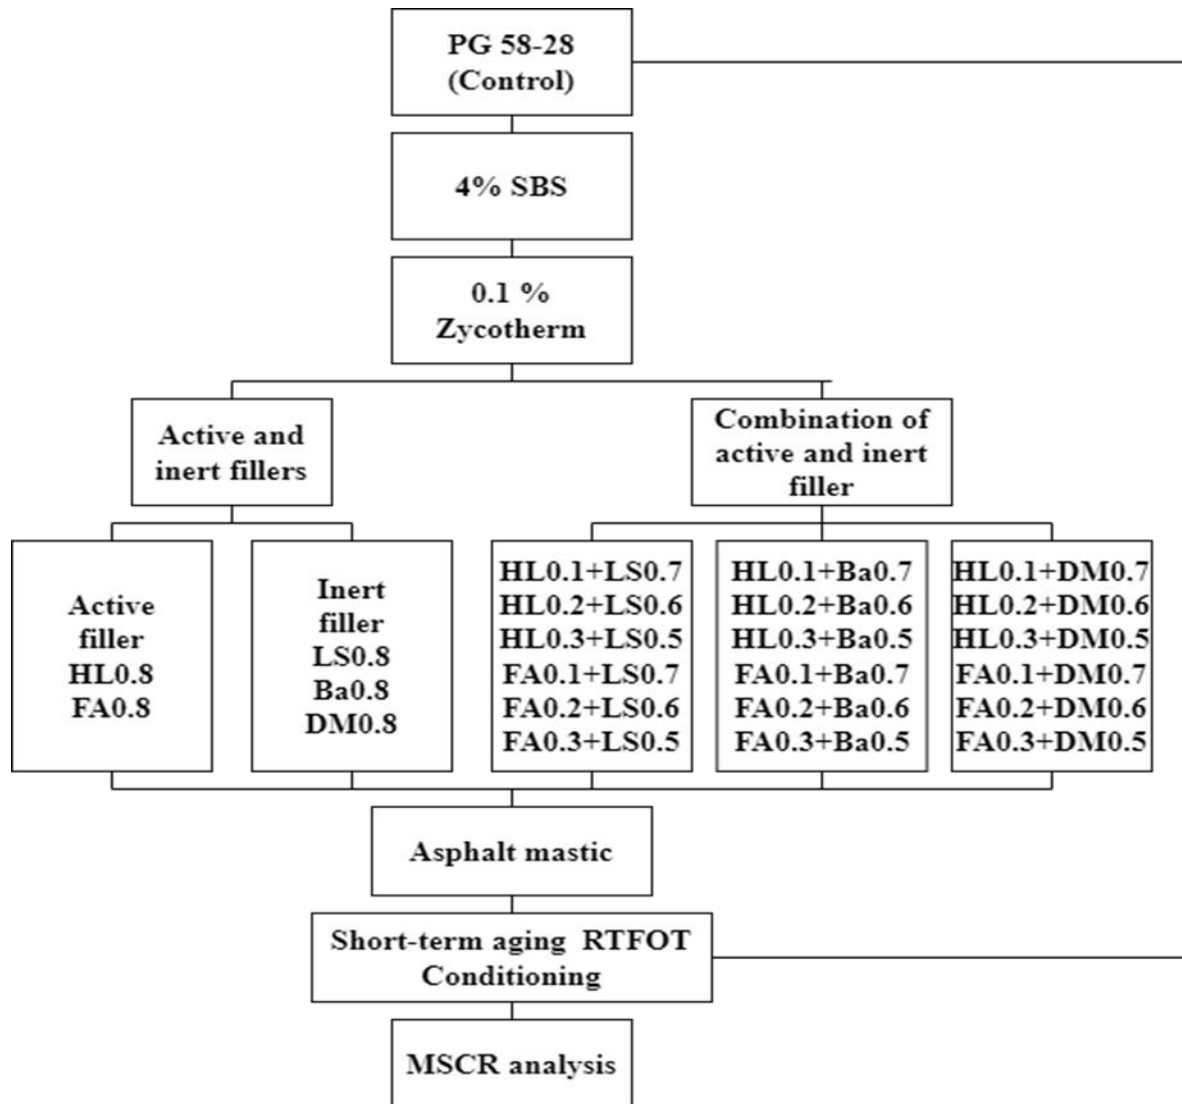 PG 58-28
(Control)
4% SBS
0.1 %
Zycotherm
Active and
inert fillers
Combination of
active and inert
filler
Active
filler
HL0.8
FA0.8
Inert
filler
LS0.8
Ba0.8
DM0.8
HL0.1+LS0.7
HL0.2+LS0.6
HL0.3+LS0.5
FA0.1+LS0.7
FA0.2+LS0.6
FA0.3+LS0.5
HL0.1+Ba0.7
HL0.2+Ba0.6
HL0.3+Ba0.5
FA0.1+Ba0.7
FA0.2+Ba0.6
FA0.3+Ba0.5
HL0.1+DM0.7
HL0.2+DM0.6
HL0.3+DM0.5
FA0.1+DM0.7
FA0.2+DM0.6
FA0.3+DM0.5
Asphalt mastic
Short-term aging RTFOT
Conditioning
MSCR analysis